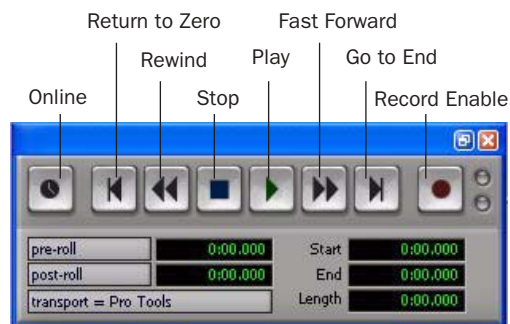 Return to Zero Fast Forward
Rewind Play Go to End
Online Stop Record Enable
pre-roll 0:00.000 Start 0:00.000
post-roll 0:00.000 End 0:00.000
transport = Pro Tools Length 0:00.000